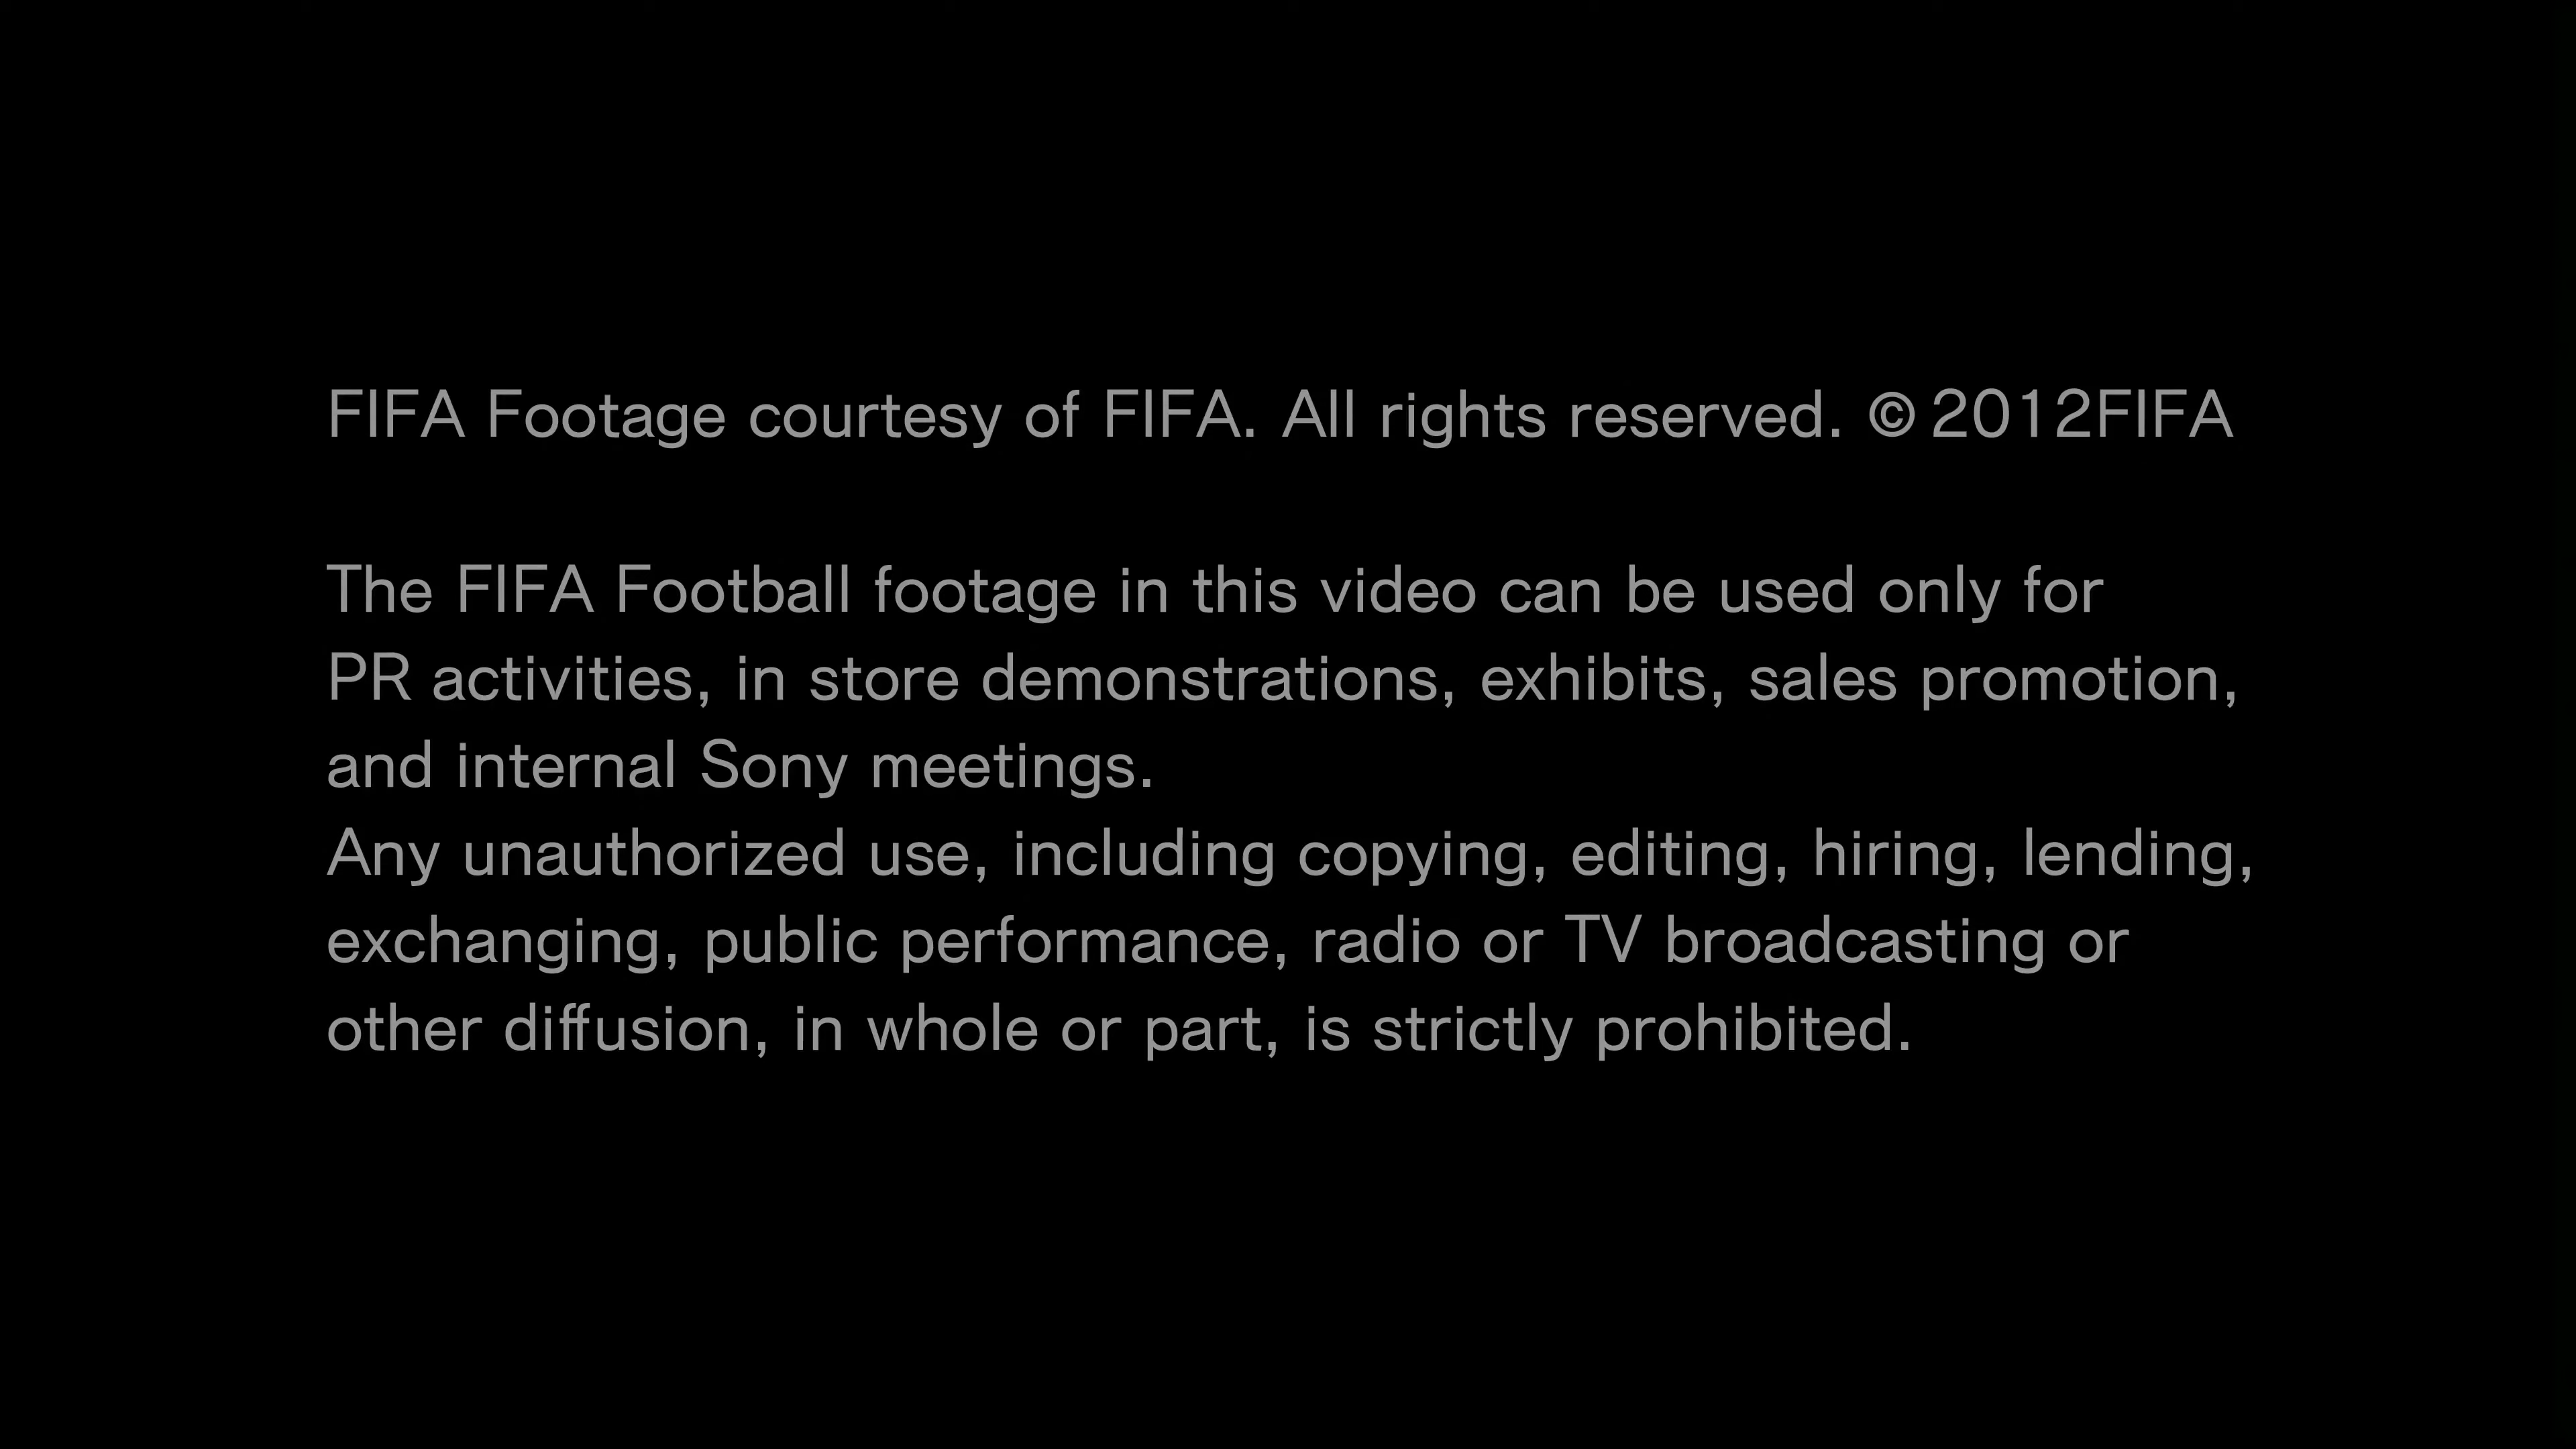 FIFA Footage courtesy of FIFA. All rights reserved. © 2012FIFA
The FIFA Football footage in this video can be used only for
PR activities, in store demonstrations, exhibits, sales promotion,
and internal Sony meetings.
Any unauthorized use, including copying, editing, hiring, lending,
exchanging, public performance, radio or TV broadcasting or
other diffusion, in whole or part, is strictly prohibited.